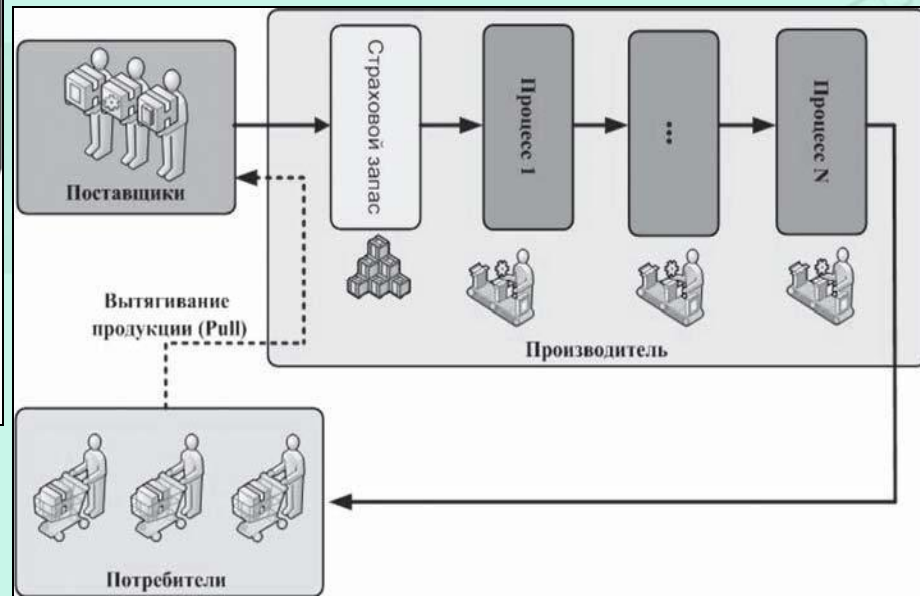 Поставщики
Страховой запас
Процесс 1
...
Процесс N
Вытягивание
продукции (Pull)
Производитель
Потребители